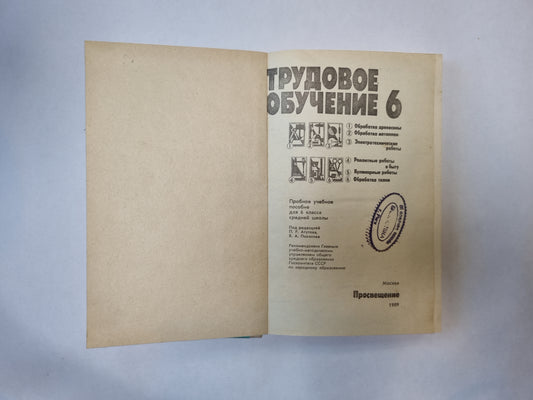 ТРУДОВОЕ
ОБУЧЕНИЕ 6
1 Обработка древесины
2 Обработка металлов
3 Электротехнические
работы
4 Ремонтные работы
в быту
5 Кулинарные работы
6 Обработка ткани
Пробное учебное
пособие
для 6 класса
средней школы
Под редакцией
П. Р. Атутова,
В. А. Полякова
Рекомендовано Главным
учебно-методическим
управлением общего
среднего образования
Гособразования СССР
по народному образованию
Москва
Просвещение
1989